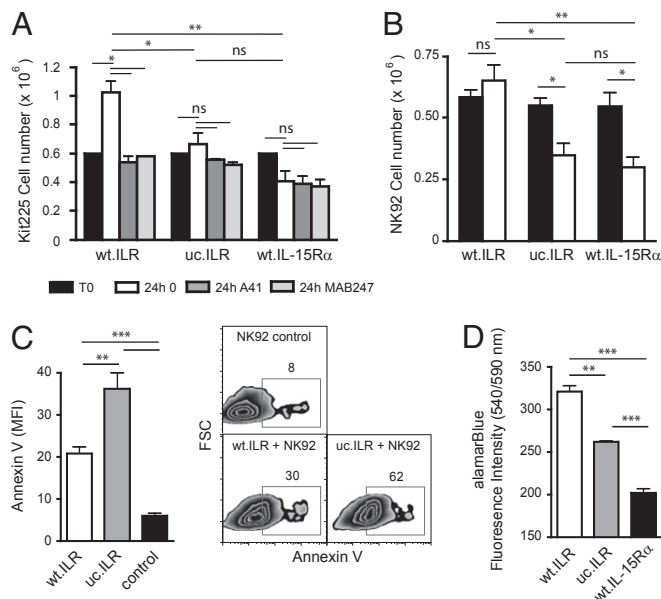 A
B
**
*
ns
*
ns
ns
Kit225 Cell number (x 10⁶)
1.2
1
0.8
0.6
0.4
0.2
0
wt.ILR
uc.ILR
wt.IL-15Rα
**
*
ns
ns
*
*
NK92 Cell number (x 10⁶)
0.75
0.5
0.25
0
wt.ILR
uc.ILR
wt.IL-15Rα
T0
24h 0
24h A41
24h MAB247
C
***
**
Annexin V (MFI)
40
30
20
10
0
wt.ILR
uc.ILR
control
NK92 control
8
FSC
wt.ILR + NK92
30
uc.ILR + NK92
62
Annexin V
D
***
**
***
alamarBlue
Fluoresence Intensity (540/590 nm)
350
300
250
200
150
wt.ILR
uc.ILR
wt.IL-15Rα